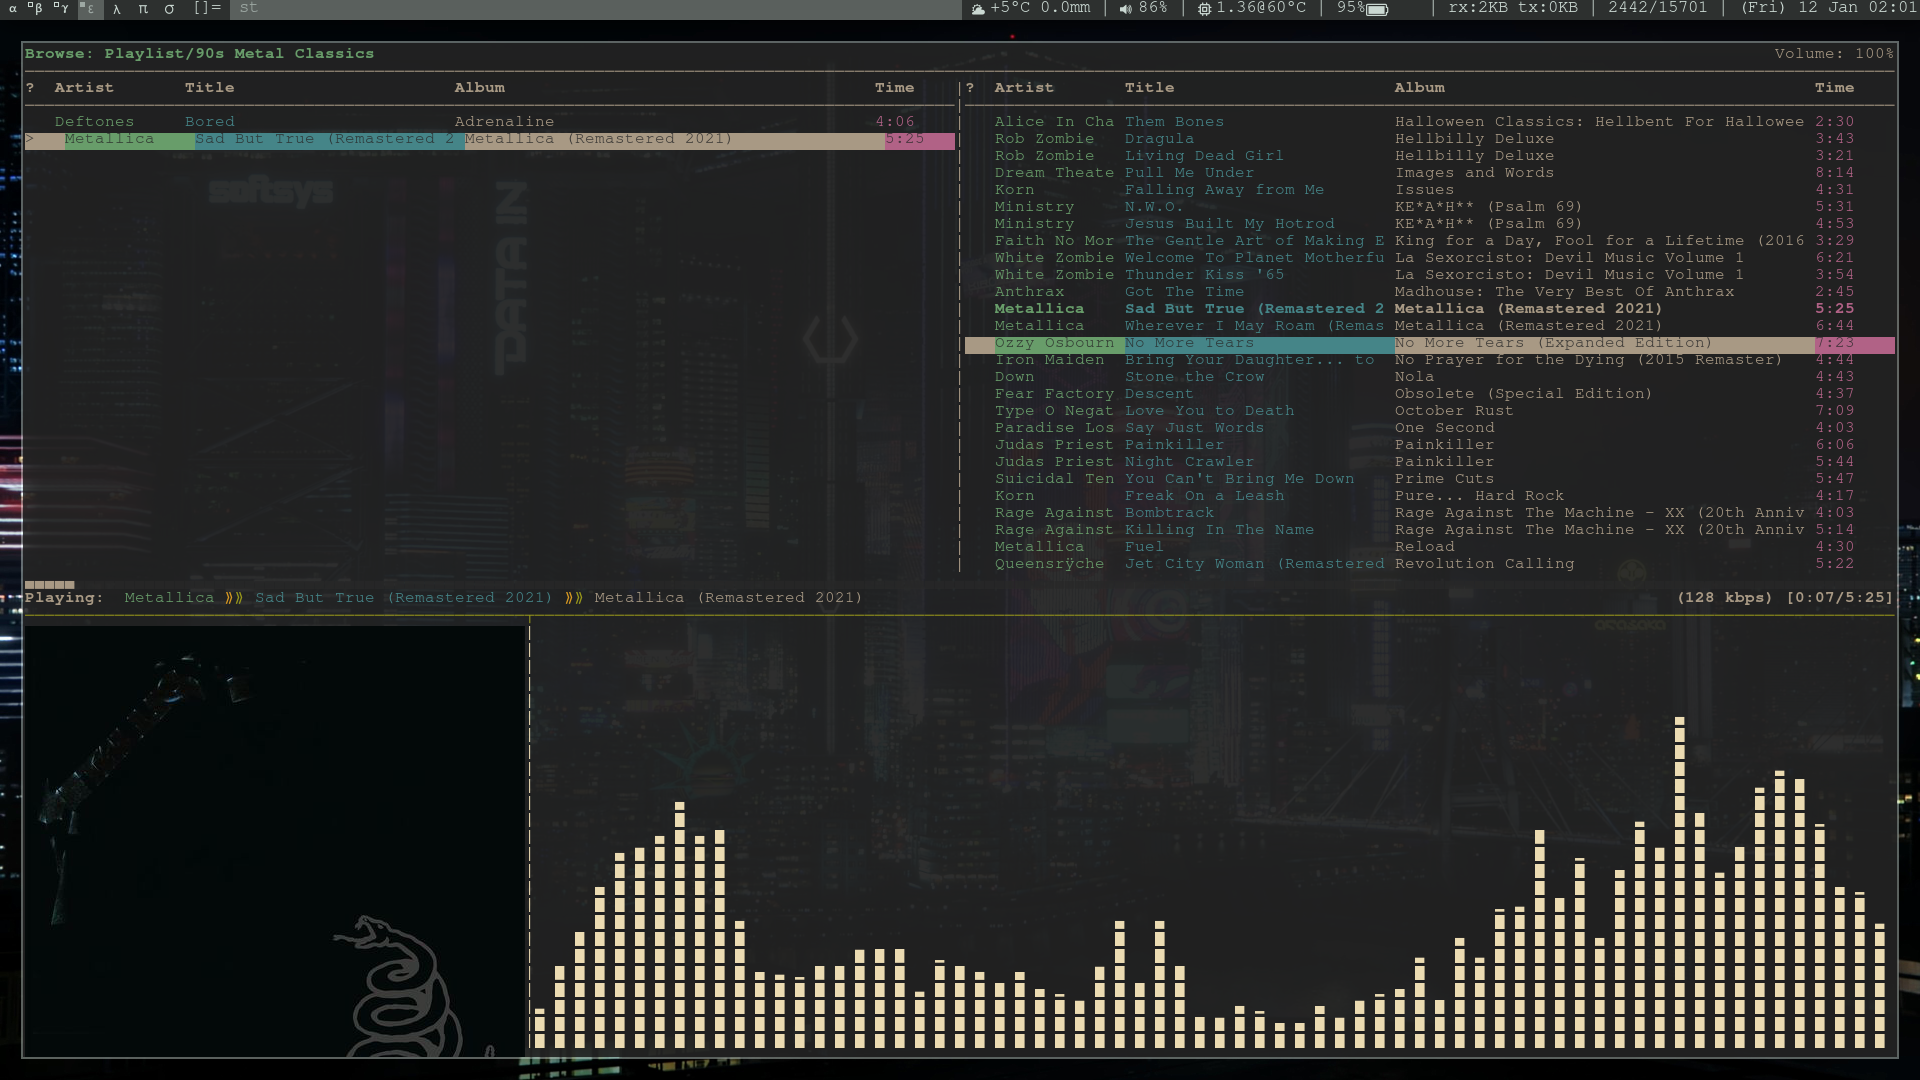 α β γ ε λ π σ []= st +5°C 0.0mm | 86% | 1.36@60°C | 95% | rx:2KB tx:0KB | 2442/15701 | (Fri) 12 Jan 02:01
Browse: Playlist/90s Metal Classics Volume: 100%
? Artist Title Album Time
Deftones Bored Adrenaline 4:06
> Metallica Sad But True (Remastered 2 Metallica (Remastered 2021) 5:25
softsys
DATA IN
? Artist Title Album Time
Alice In Cha Them Bones Halloween Classics: Hellbent For Hallowee 2:30
Rob Zombie Dragula Hellbilly Deluxe 3:43
Rob Zombie Living Dead Girl Hellbilly Deluxe 3:21
Dream Theate Pull Me Under Images and Words 8:14
Korn Falling Away from Me Issues 4:31
Ministry N.W.O. KE*A*H** (Psalm 69) 5:31
Ministry Jesus Built My Hotrod KE*A*H** (Psalm 69) 4:53
Faith No Mor The Gentle Art of Making E King for a Day, Fool for a Lifetime (2016 3:29
White Zombie Welcome To Planet Motherfu La Sexorcisto: Devil Music Volume 1 6:21
White Zombie Thunder Kiss '65 La Sexorcisto: Devil Music Volume 1 3:54
Anthrax Got The Time Madhouse: The Very Best Of Anthrax 2:45
Metallica Sad But True (Remastered 2 Metallica (Remastered 2021) 5:25
Metallica Wherever I May Roam (Remas Metallica (Remastered 2021) 6:44
Ozzy Osbourn No More Tears No More Tears (Expanded Edition) 7:23
Iron Maiden Bring Your Daughter... to No Prayer for the Dying (2015 Remaster) 4:44
Down Stone the Crow Nola 4:43
Fear Factory Descent Obsolete (Special Edition) 4:37
Type O Negat Love You to Death October Rust 7:09
Paradise Los Say Just Words One Second 4:03
Judas Priest Painkiller Painkiller 6:06
Judas Priest Night Crawler Painkiller 5:44
Suicidal Ten You Can't Bring Me Down Prime Cuts 5:47
Korn Freak On a Leash Pure... Hard Rock 4:17
Rage Against Bombtrack Rage Against The Machine - XX (20th Anniv 4:03
Rage Against Killing In The Name Rage Against The Machine - XX (20th Anniv 5:14
Metallica Fuel Reload 4:30
Queensrÿche Jet City Woman (Remastered Revolution Calling 5:22
Playing: Metallica ⟫⟫ Sad But True (Remastered 2021) ⟫⟫ Metallica (Remastered 2021) (128 kbps) [0:07/5:25]